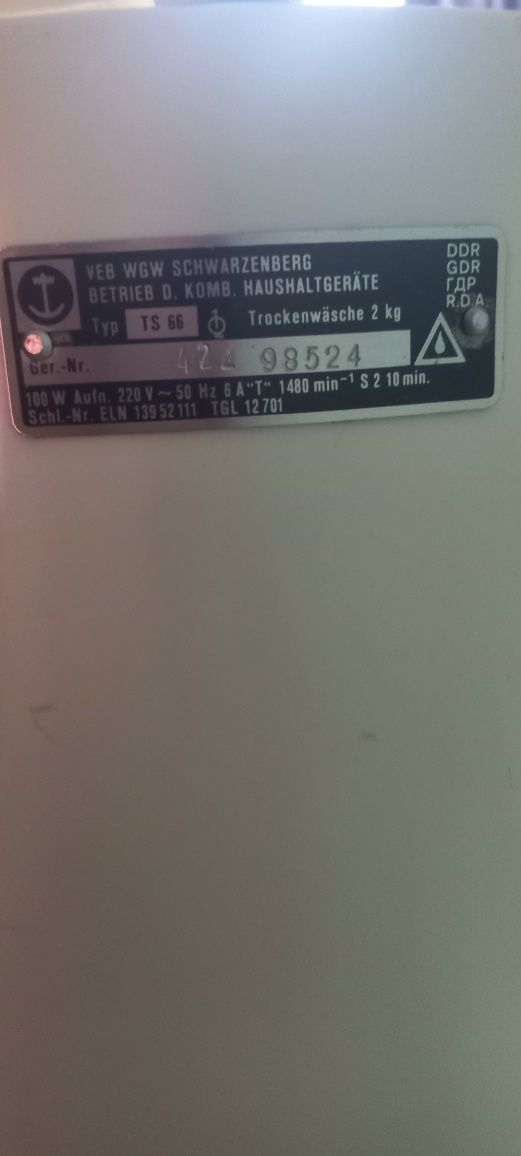 VEB WGW SCHWARZENBERG
BETRIEB D. KOMB. HAUSHALTGERÄTE
DDR
GDR
ГДР
R.D.A
Typ TS 66 Trockenwäsche 2 kg
Ger.-Nr. 424 98524
100 W Aufn. 220 V ~ 50 Hz 6 A "T" 1480 min⁻¹ S 2 10 min.
Schl.-Nr. ELN 139 52 111 TGL 12 701